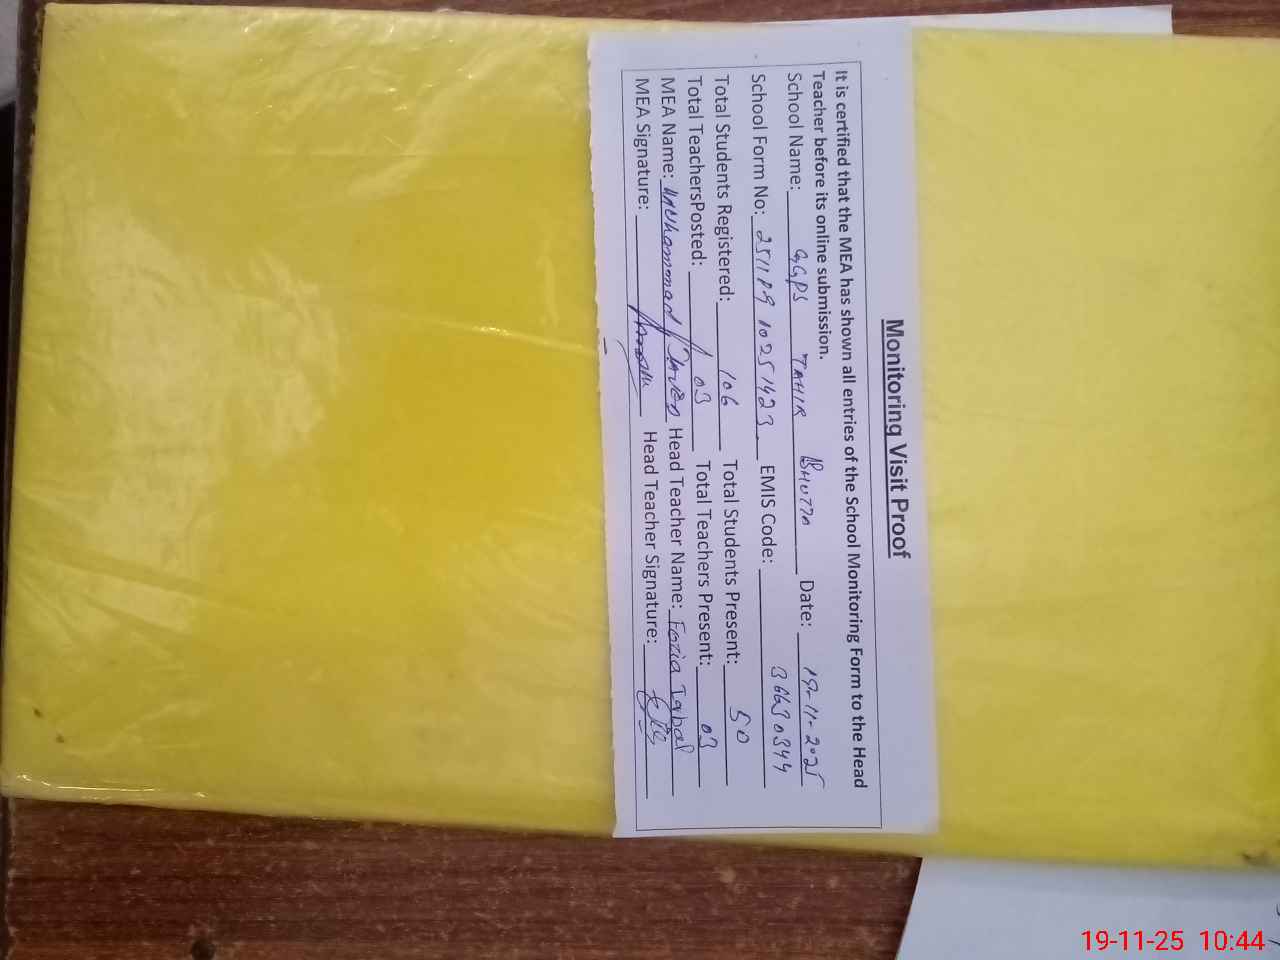 Monitoring Visit Proof
It is certified that the MEA has shown all entries of the School Monitoring Form to the Head
Teacher before its online submission.
School Name: GGPS TAHIR BHUTTA Date: 19-11-2025
School Form No: 251119 10251423 EMIS Code: 36630344
Total Students Registered: 106 Total Students Present: 50
Total TeachersPosted: 03 Total Teachers Present: 03
MEA Name: Muhammad Head Teacher Name: Fozia Iqbal
MEA Signature: Head Teacher Signature:
19-11-25 10:44